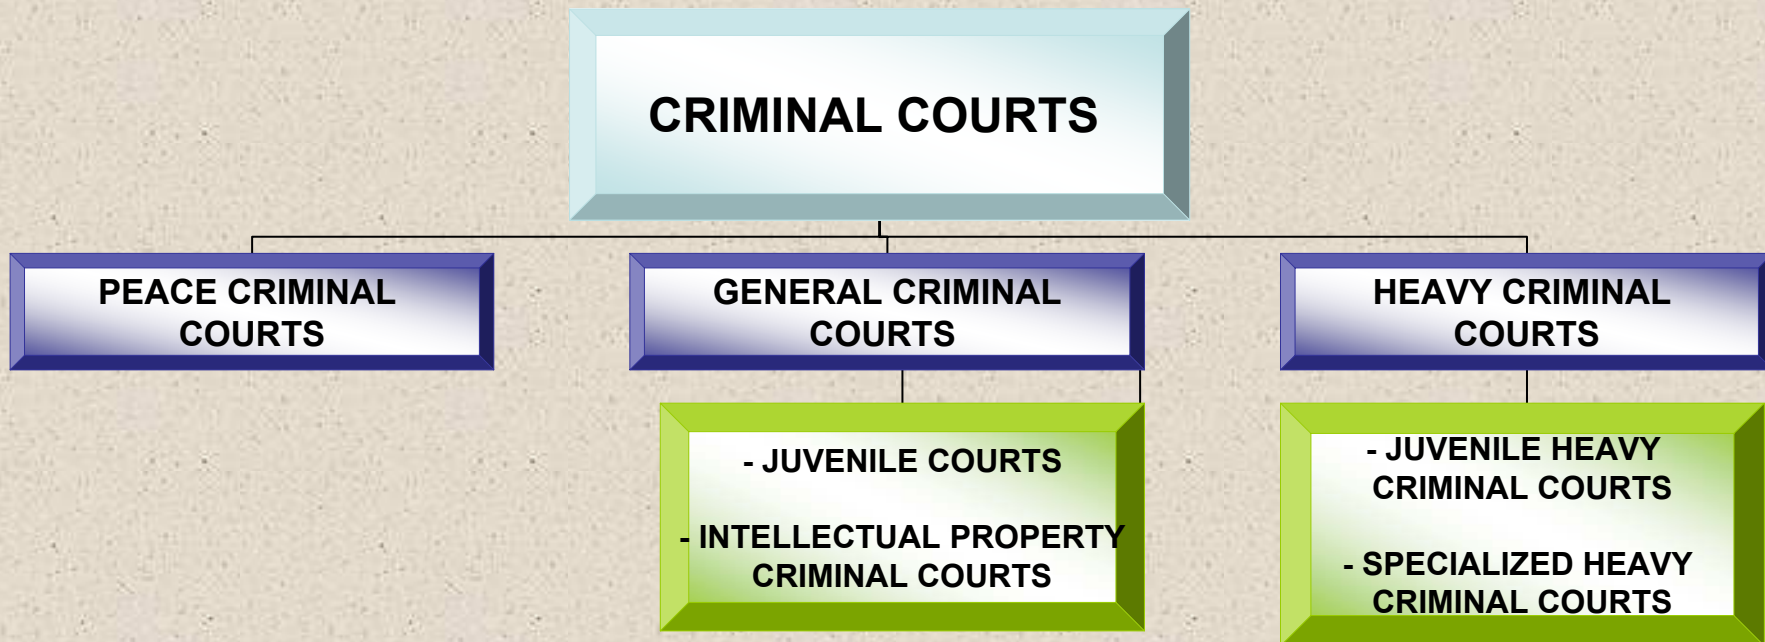 CRIMINAL COURTS
PEACE CRIMINAL
COURTS
GENERAL CRIMINAL
COURTS
HEAVY CRIMINAL
COURTS
- JUVENILE COURTS
- INTELLECTUAL PROPERTY
CRIMINAL COURTS
- JUVENILE HEAVY
CRIMINAL COURTS
- SPECIALIZED HEAVY
CRIMINAL COURTS